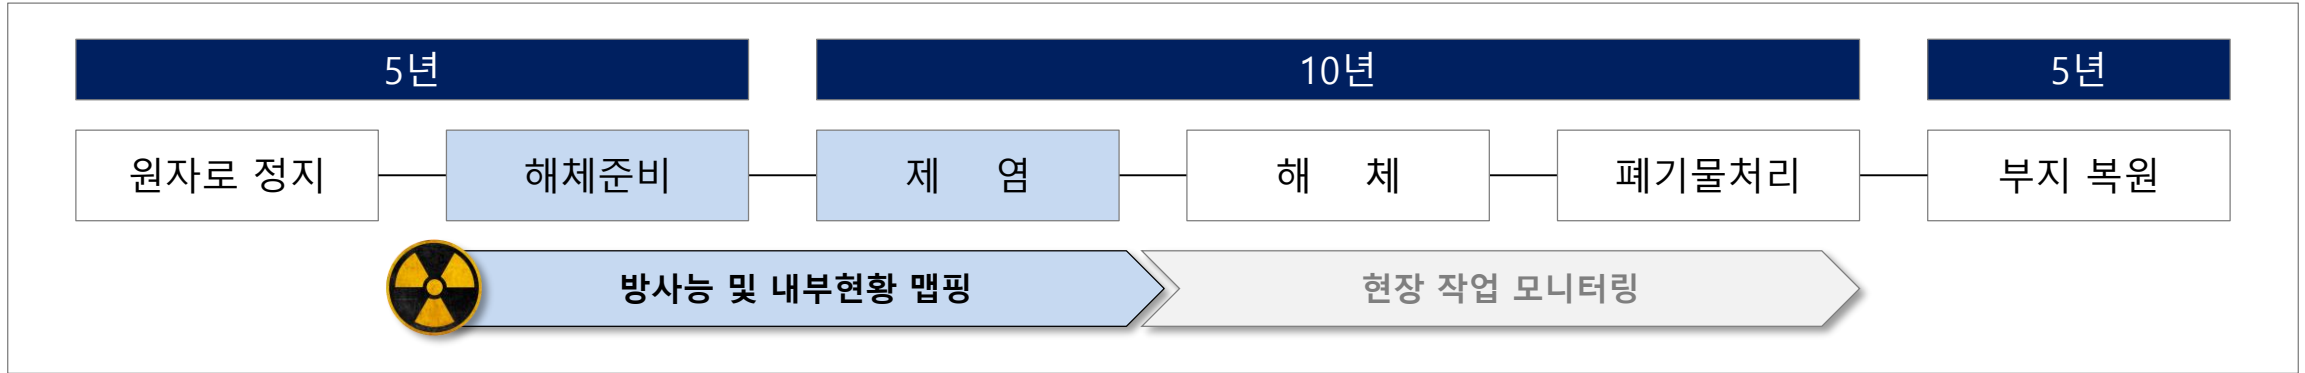 5년
10년
5년
원자로 정지
해체준비
제 염
해 체
폐기물처리
부지 복원
방사능 및 내부현황 맵핑
현장 작업 모니터링